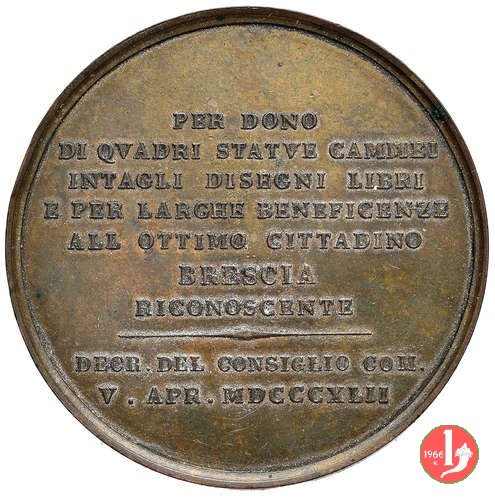 PER DONO
DI QVADRI STATVE CAMMEI
INTAGLI DISEGNI LIBRI
E PER LARGHE BENEFICENZE
ALL OTTIMO CITTADINO
BRESCIA
RICONOSCENTE
DECR. DEL CONSIGLIO COM.
V. APR. MDCCCXLII
1966